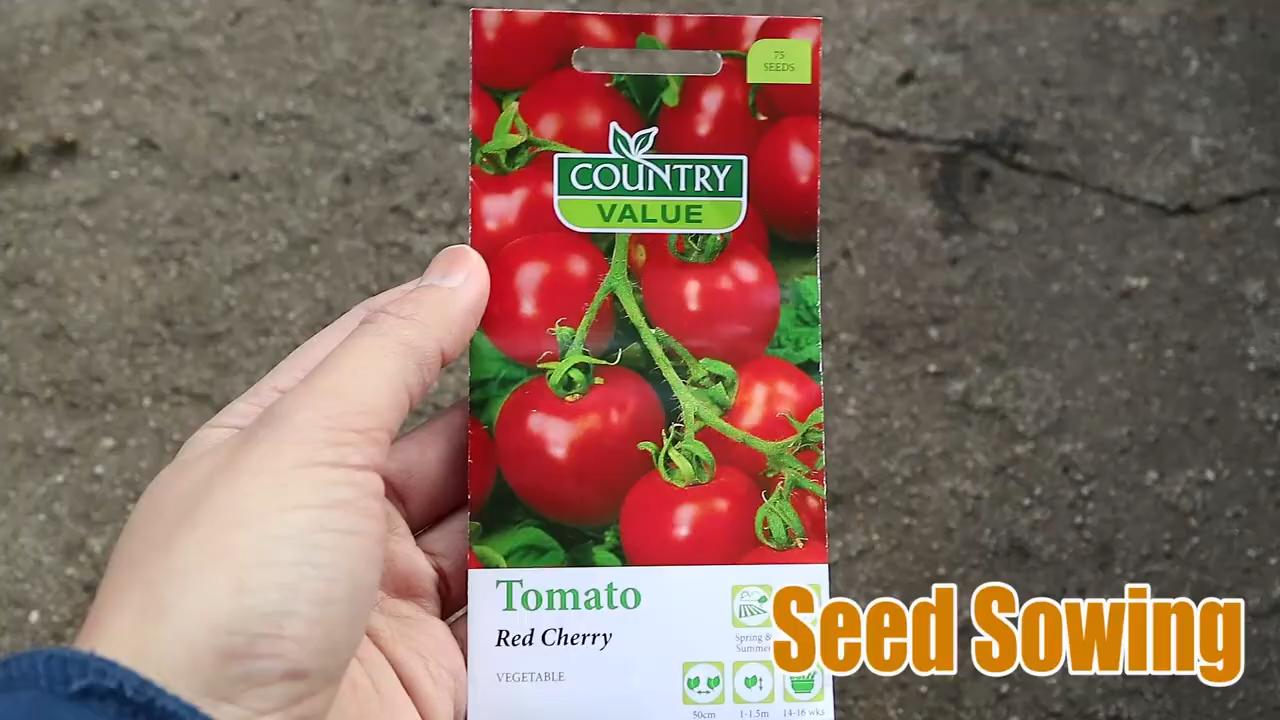 75
SEEDS
COUNTRY
VALUE
Tomato
Red Cherry
VEGETABLE
Spring &
Summer
50cm
1-1.5m
14-16 wks
Seed Sowing